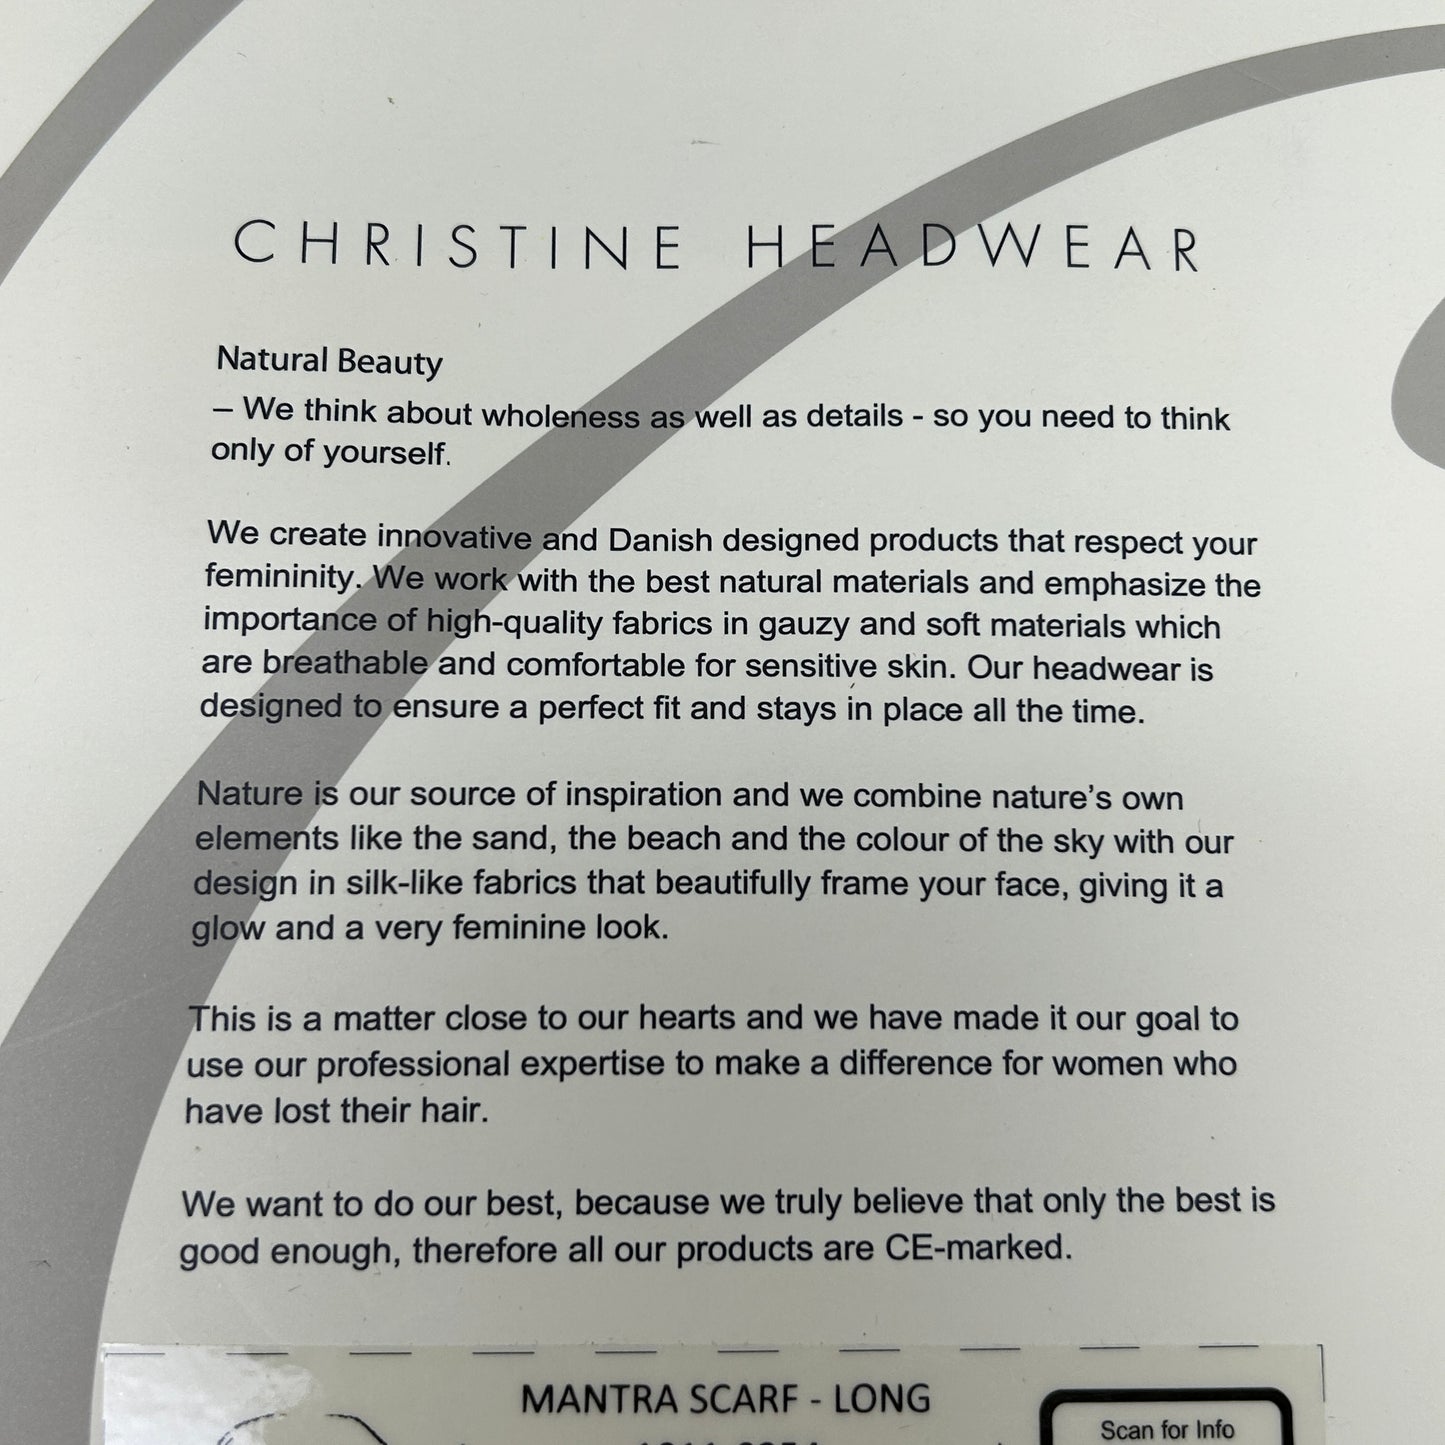 CHRISTINE HEADWEAR
Natural Beauty
– We think about wholeness as well as details - so you need to think
only of yourself.
We create innovative and Danish designed products that respect your
femininity. We work with the best natural materials and emphasize the
importance of high-quality fabrics in gauzy and soft materials which
are breathable and comfortable for sensitive skin. Our headwear is
designed to ensure a perfect fit and stays in place all the time.
Nature is our source of inspiration and we combine nature’s own
elements like the sand, the beach and the colour of the sky with our
design in silk-like fabrics that beautifully frame your face, giving it a
glow and a very feminine look.
This is a matter close to our hearts and we have made it our goal to
use our professional expertise to make a difference for women who
have lost their hair.
We want to do our best, because we truly believe that only the best is
good enough, therefore all our products are CE-marked.
MANTRA SCARF - LONG
Scan for Info